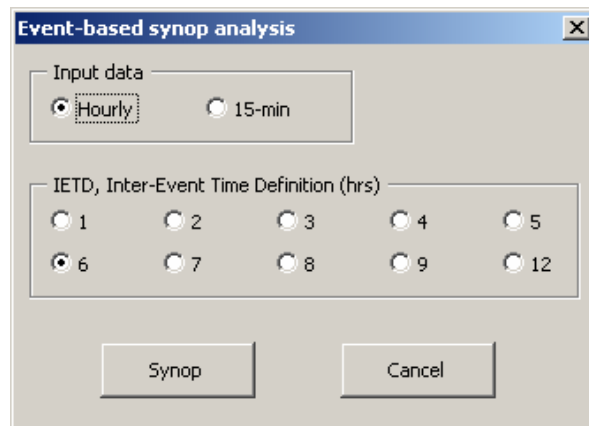 Event-based synop analysis
Input data
Hourly 15-min
IETD, Inter-Event Time Definition (hrs)
1 2 3 4 5
6 7 8 9 12
Synop Cancel